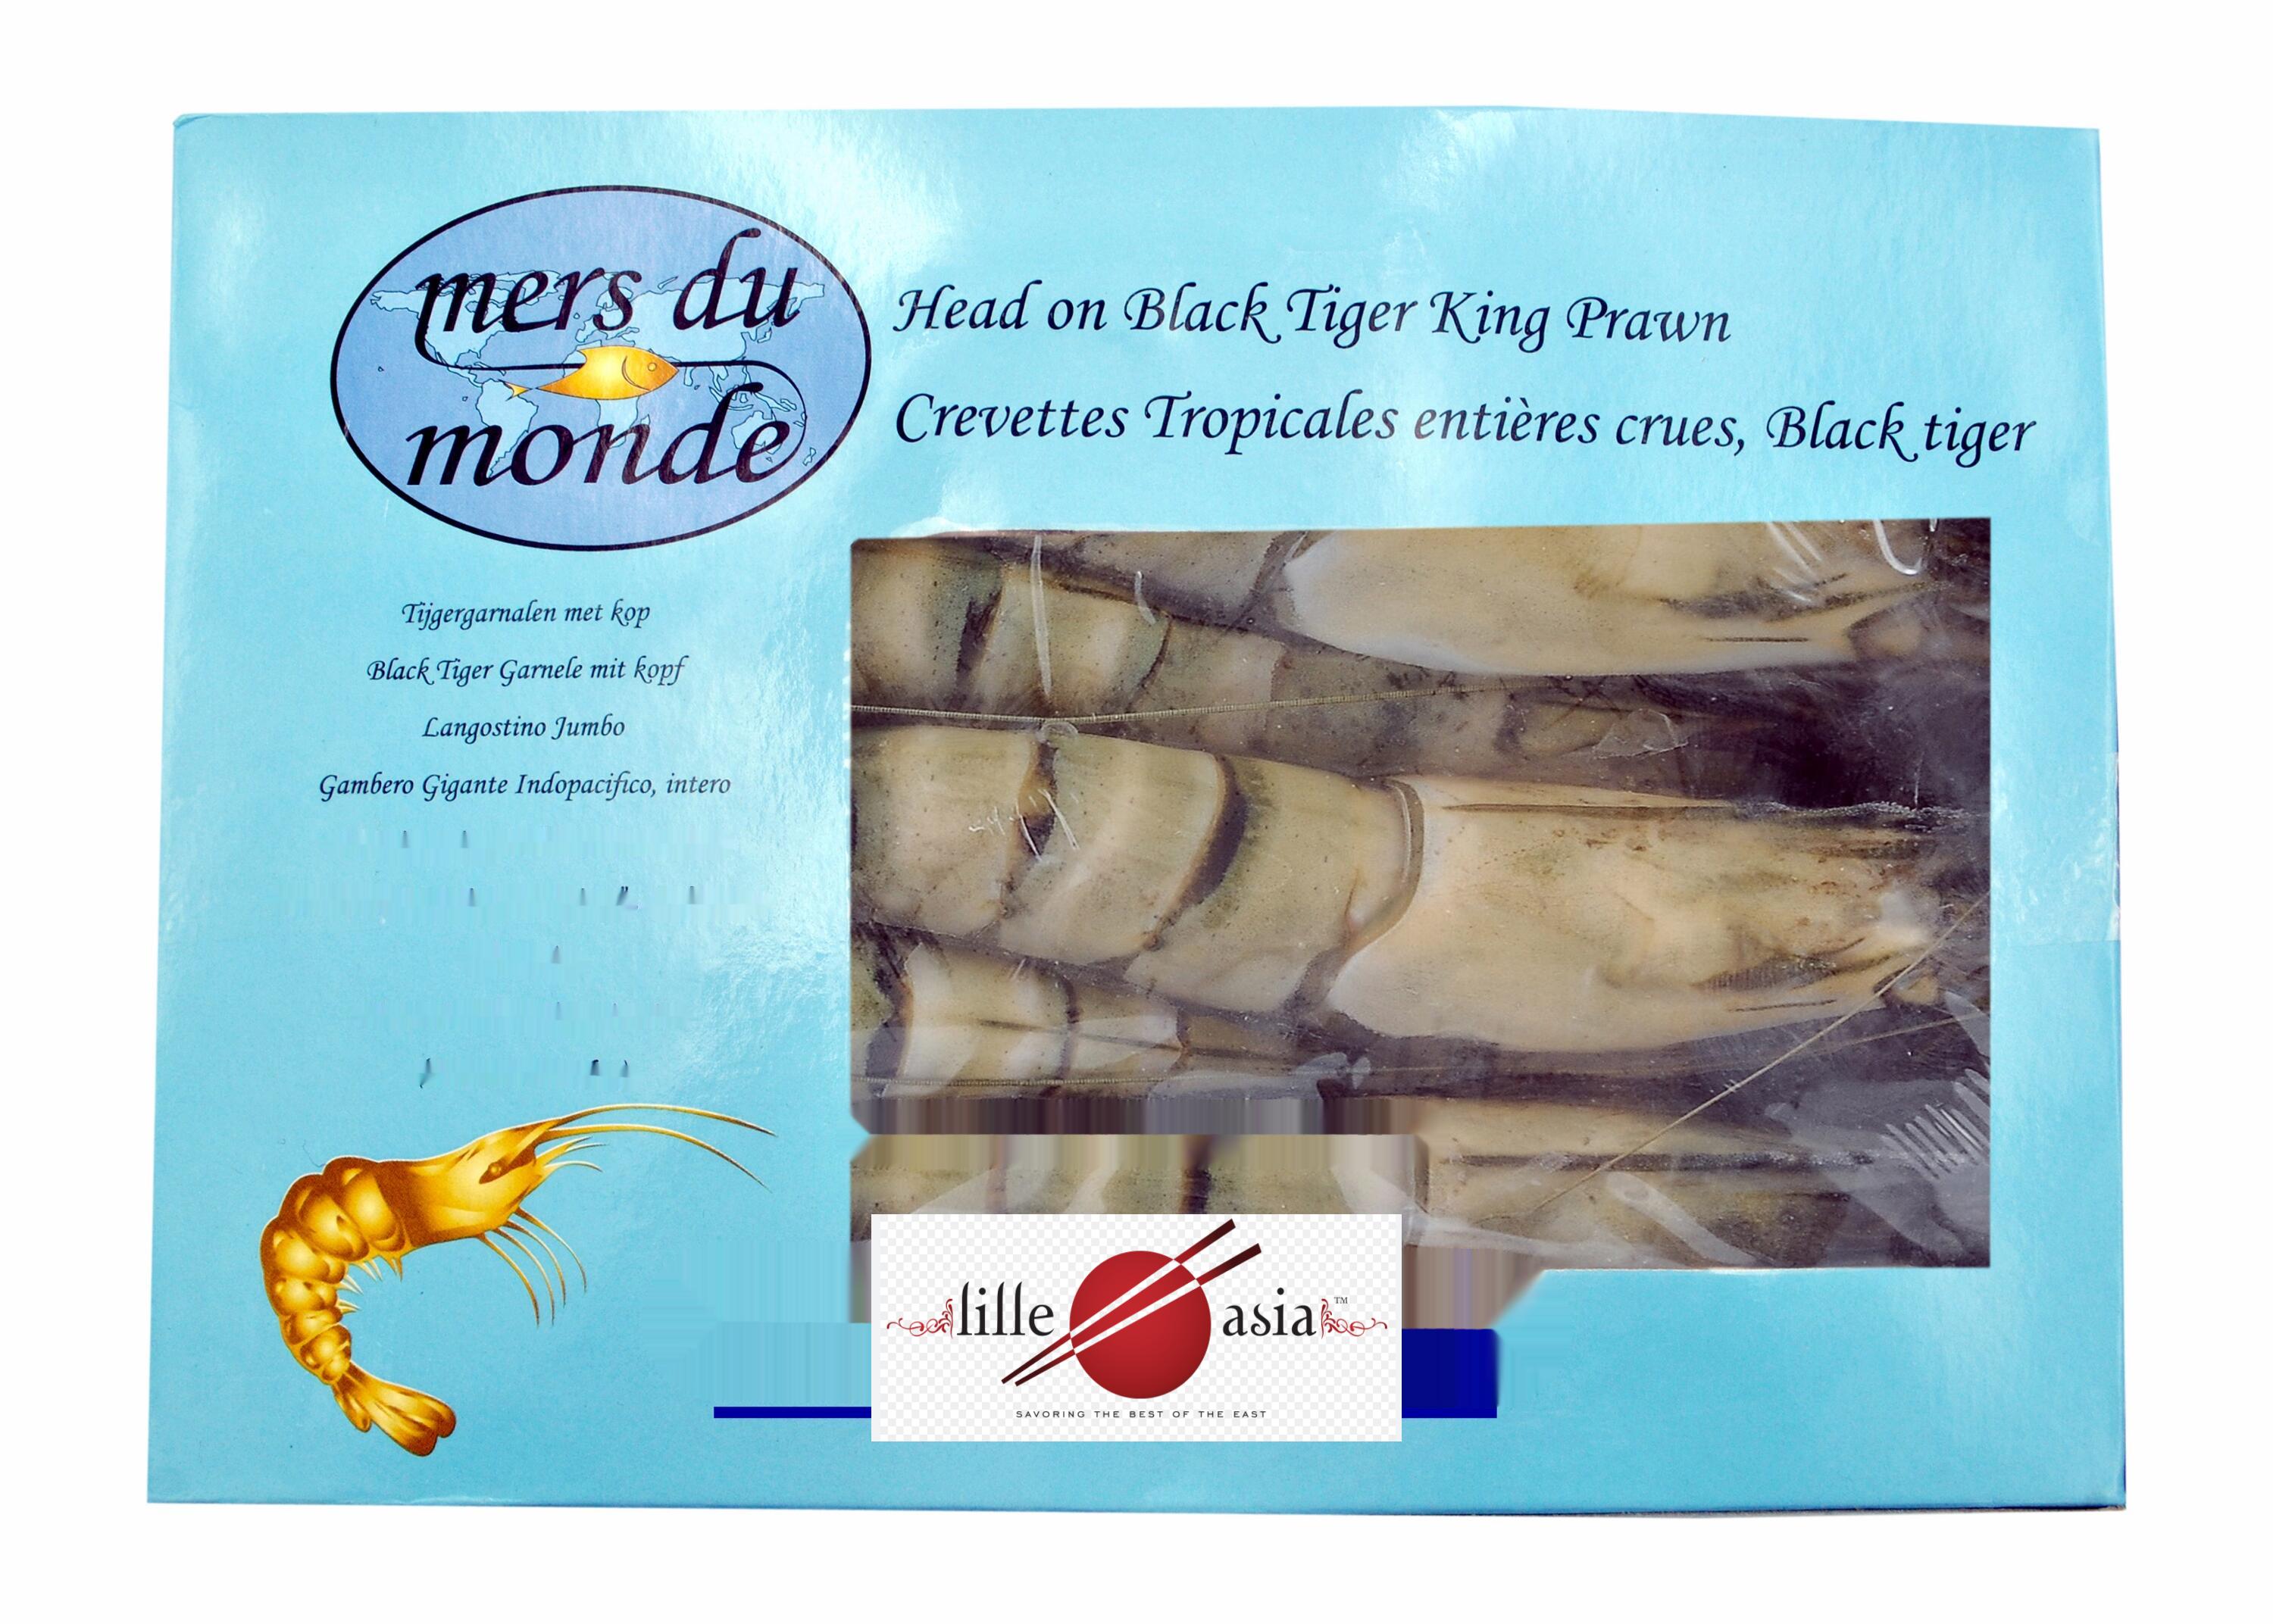 mers du
monde
Head on Black Tiger King Prawn
Crevettes Tropicales entières crues, Black tiger
Tijgergarnalen met kop
Black Tiger Garnele mit kopf
Langostino Jumbo
Gambero Gigante Indopacifico, intero
lille asia ™
SAVORING THE BEST OF THE EAST